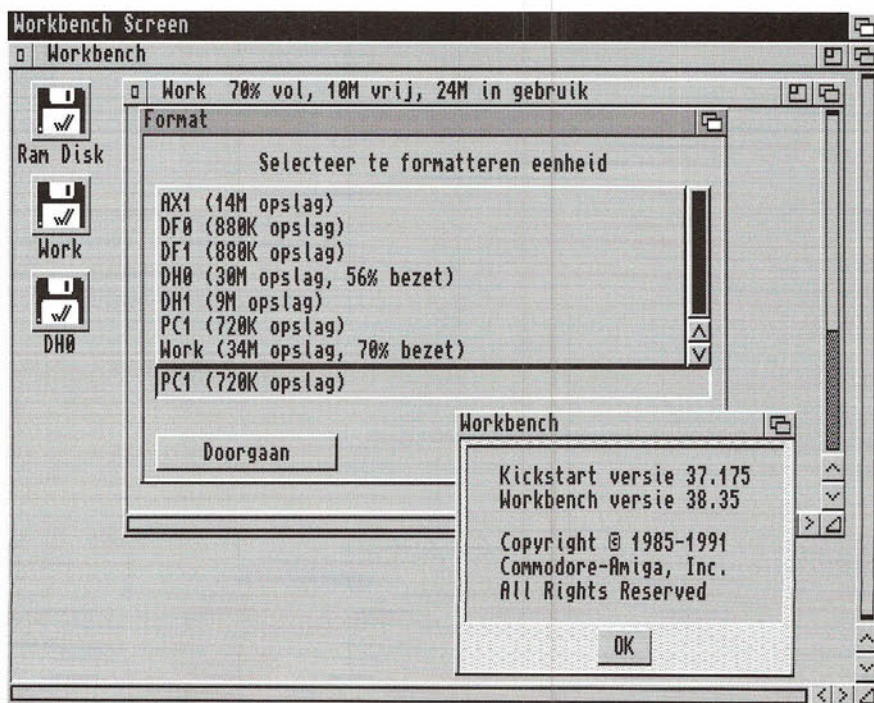 Workbench Screen
Workbench
Ram Disk
Work
DH0
Work 70% vol, 10M vrij, 24M in gebruik
Format
Selecteer te formatteren eenheid
AX1 (14M opslag)
DF0 (880K opslag)
DF1 (880K opslag)
DH0 (30M opslag, 56% bezet)
DH1 (9M opslag)
PC1 (720K opslag)
Work (34M opslag, 70% bezet)
PC1 (720K opslag)
Doorgaan
Workbench
Kickstart versie 37.175
Workbench versie 38.35
Copyright © 1985-1991
Commodore-Amiga, Inc.
All Rights Reserved
OK